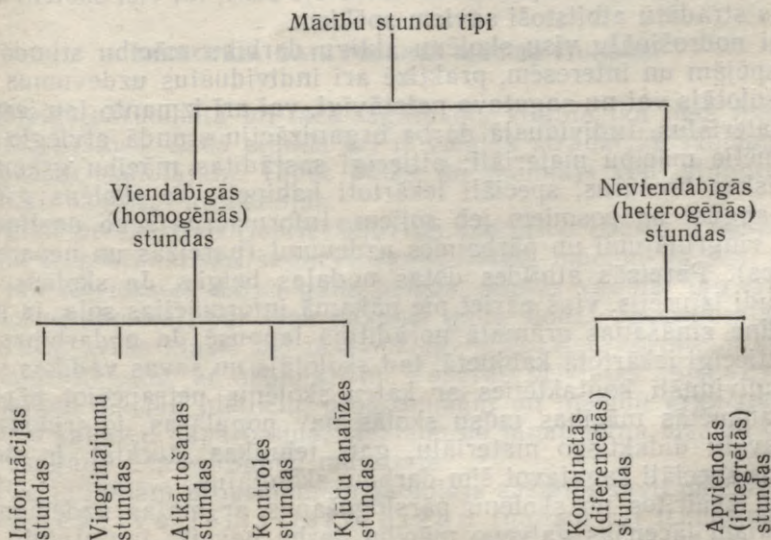 Mācību stundu tipi
Viendabīgās
(homogēnās)
stundas
Neviendabīgās
(heterogēnās)
stundas
Informācijas
stundas
Vingrinājumu
stundas
Atkārtošanas
stundas
Kontroles
stundas
Kļūdu analīzes
stundas
Kombinētās
(diferencētās)
stundas
Apvienotās
(integrētās)
stundas